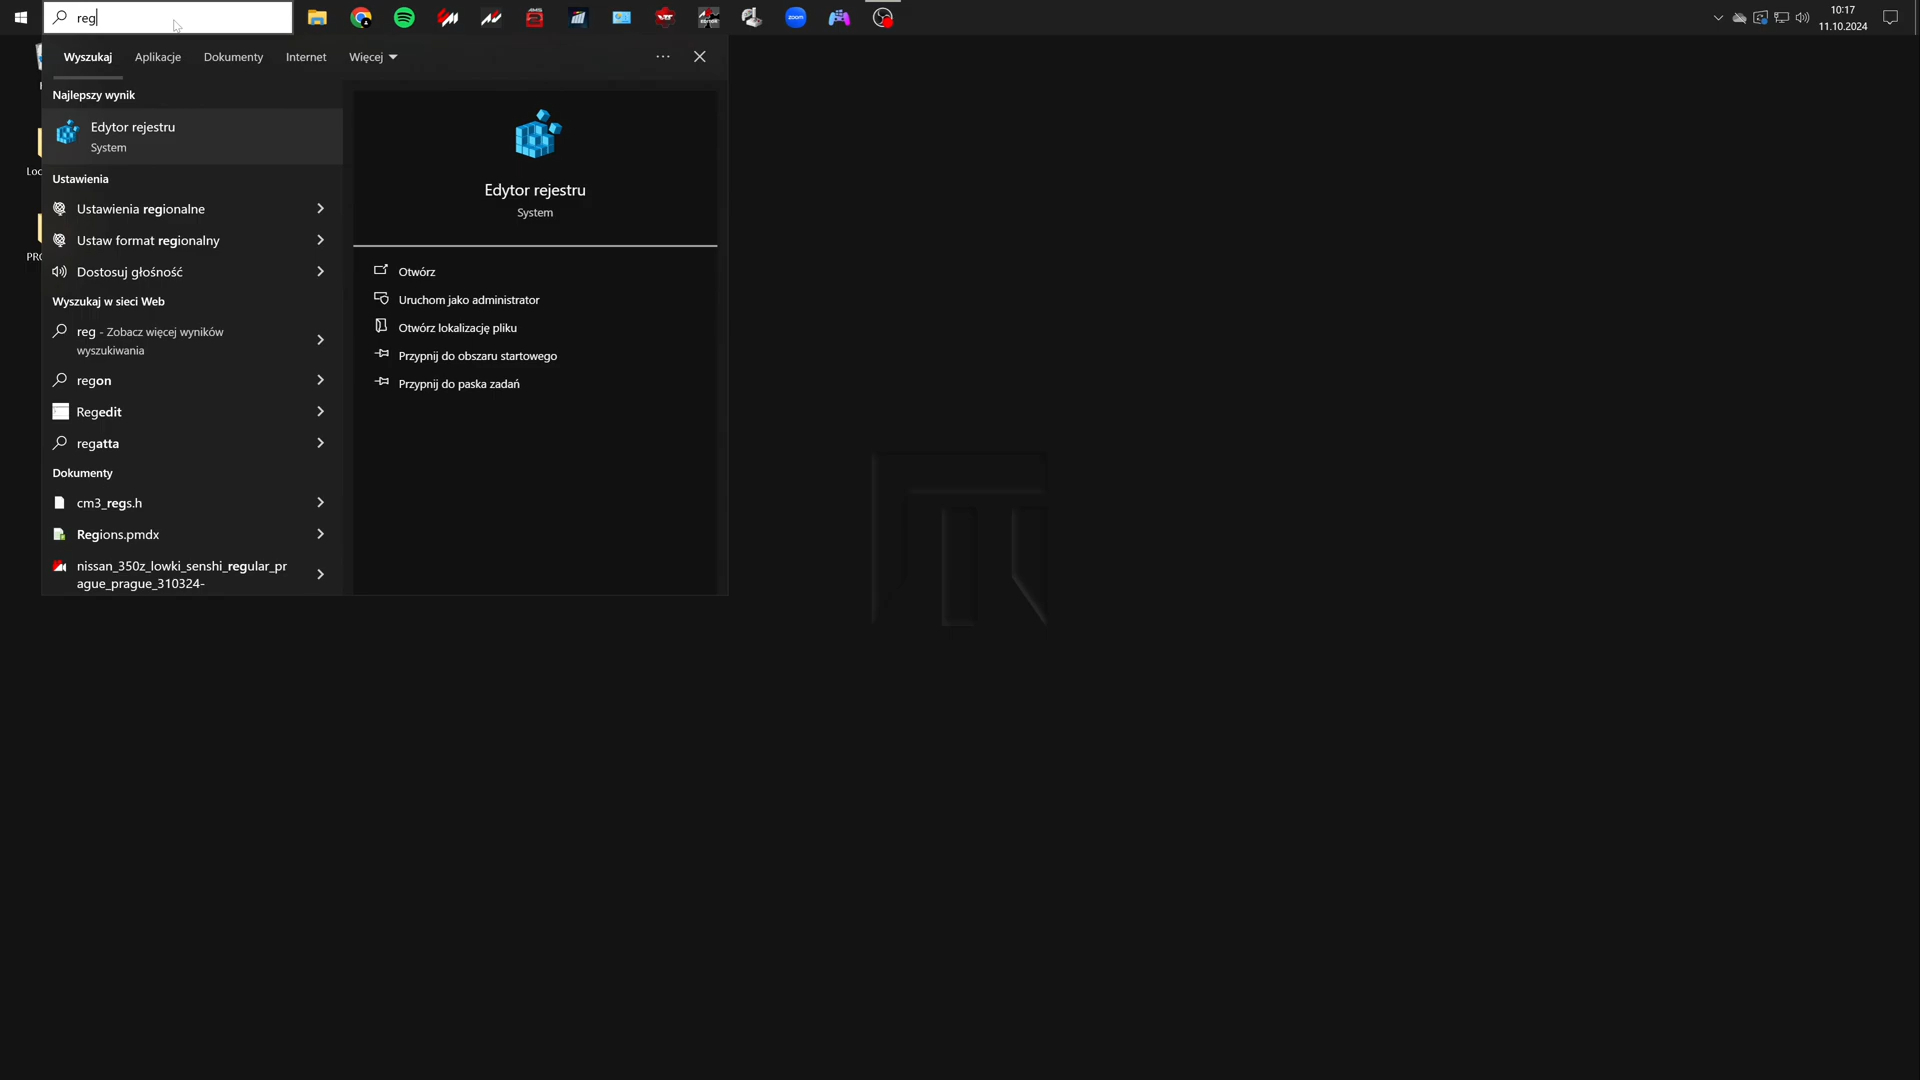 reg
10:17
11.10.2024
Wyszukaj
Aplikacje
Dokumenty
Internet
Więcej
Najlepszy wynik
Edytor rejestru
System
Ustawienia
Ustawienia regionalne
Ustaw format regionalny
Dostosuj głośność
Wyszukaj w sieci Web
reg - Zobacz więcej wyników
wyszukiwania
regon
Regedit
regatta
Dokumenty
cm3_regs.h
Regions.pmdx
nissan_350z_lowki_senshi_regular_pr
ague_prague_310324-
Edytor rejestru
System
Otwórz
Uruchom jako administrator
Otwórz lokalizację pliku
Przypnij do obszaru startowego
Przypnij do paska zadań
zoom